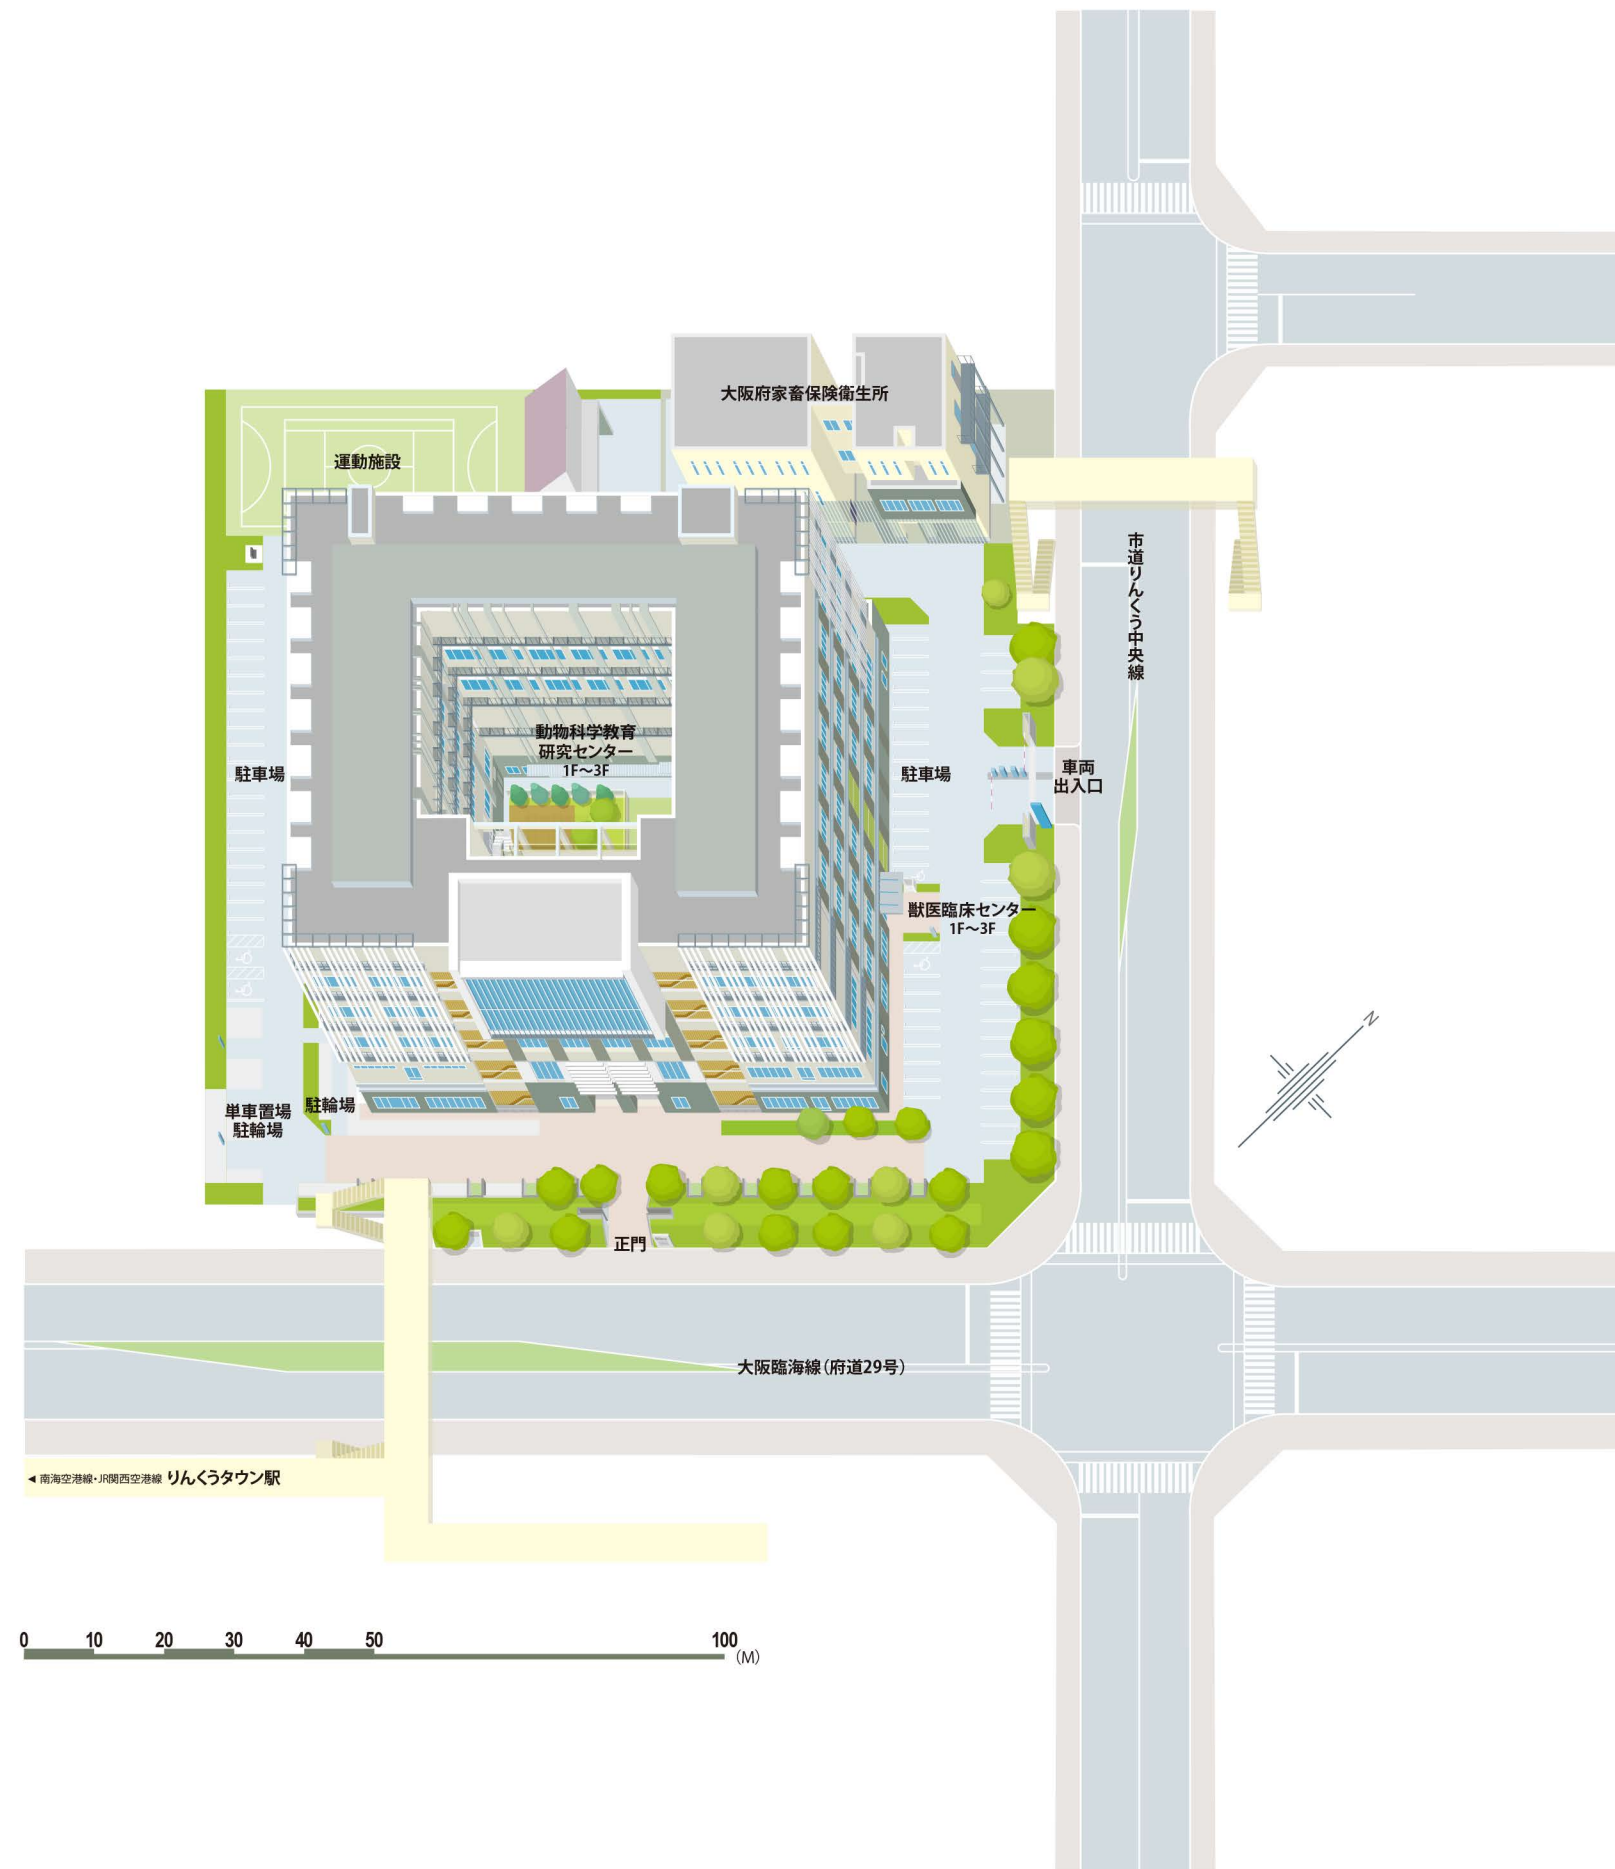 大阪府家畜保険衛生所
運動施設
市道りんくう中央線
動物科学教育
研究センター
1F〜3F
駐車場
駐車場
車両
出入口
獣医臨床センター
1F〜3F
N
単車置場
駐輪場
駐輪場
正門
大阪臨海線(府道29号)
◀ 南海空港線・JR関西空港線 りんくうタウン駅
0 10 20 30 40 50 100
(M)